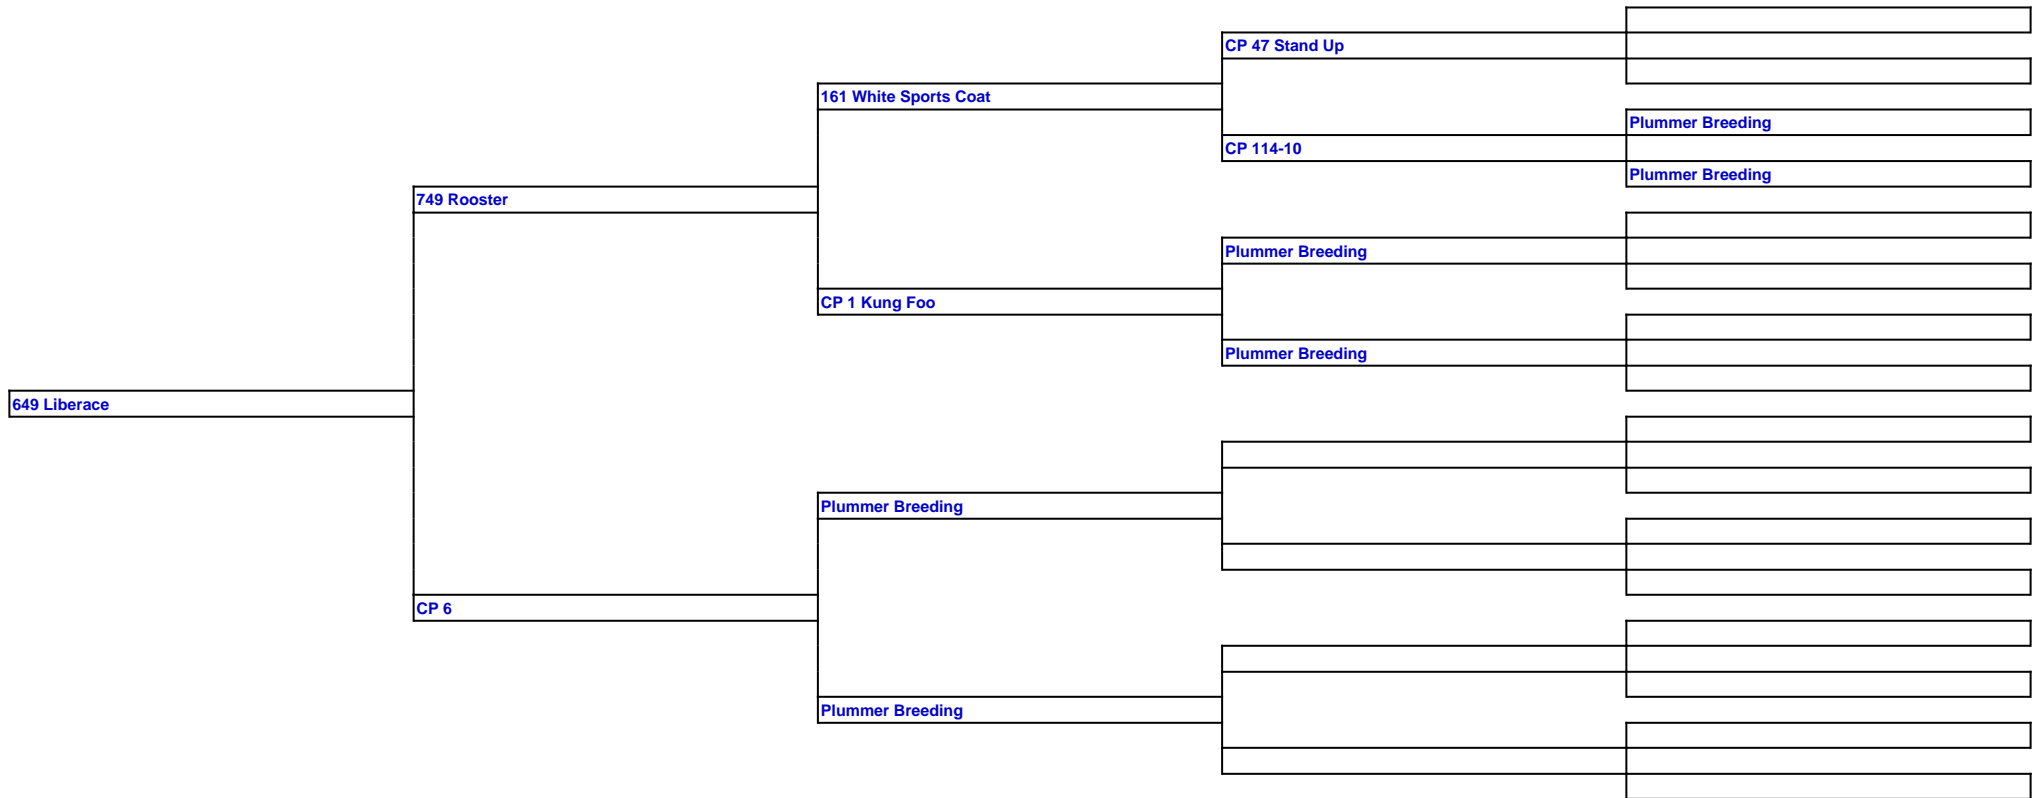 CP 47 Stand Up
161 White Sports Coat
Plummer Breeding
CP 114-10
Plummer Breeding
749 Rooster
Plummer Breeding
CP 1 Kung Foo
Plummer Breeding
649 Liberace
Plummer Breeding
CP 6
Plummer Breeding